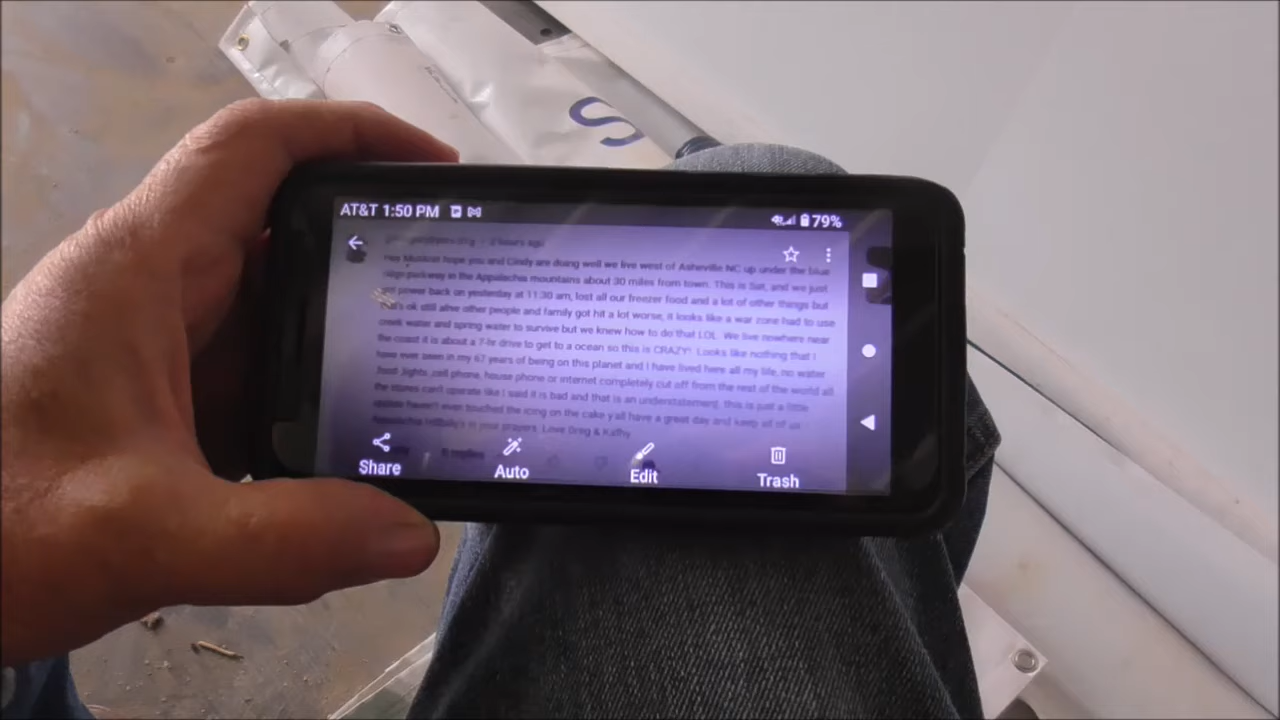 S
AT&T 1:50 PM
79%
hours ago
Hey Musikier hope you and Cindy are doing well we live west of Asheville NC up under the blue
ridge parkway in the Appalachia mountains about 30 miles from town. This is Sat, and we just
got power back on yesterday at 11:30 am, lost all our freezer food and a lot of other things but
that's ok still alive other people and family got hit a lot worse, it looks like a war zone had to use
creek water and spring water to survive but we knew how to do that LOL. We live nowhere near
the coast it is about a 7-hr drive to get to a ocean so this is CRAZY!. Looks like nothing that I
have ever seen in my 67 years of being on this planet and I have lived here all my life, no water
food ,lights ,cell phone, house phone or internet completely cut off from the rest of the world all
the stores can't operate like I said it is bad and that is an understatement, this is just a little
update haven't even touched the icing on the cake y'all have a great day and keep all of us
Appalachia Hillbilly's in your prayers. Love Greg & Kathy
replies
Share
Auto
Edit
Trash